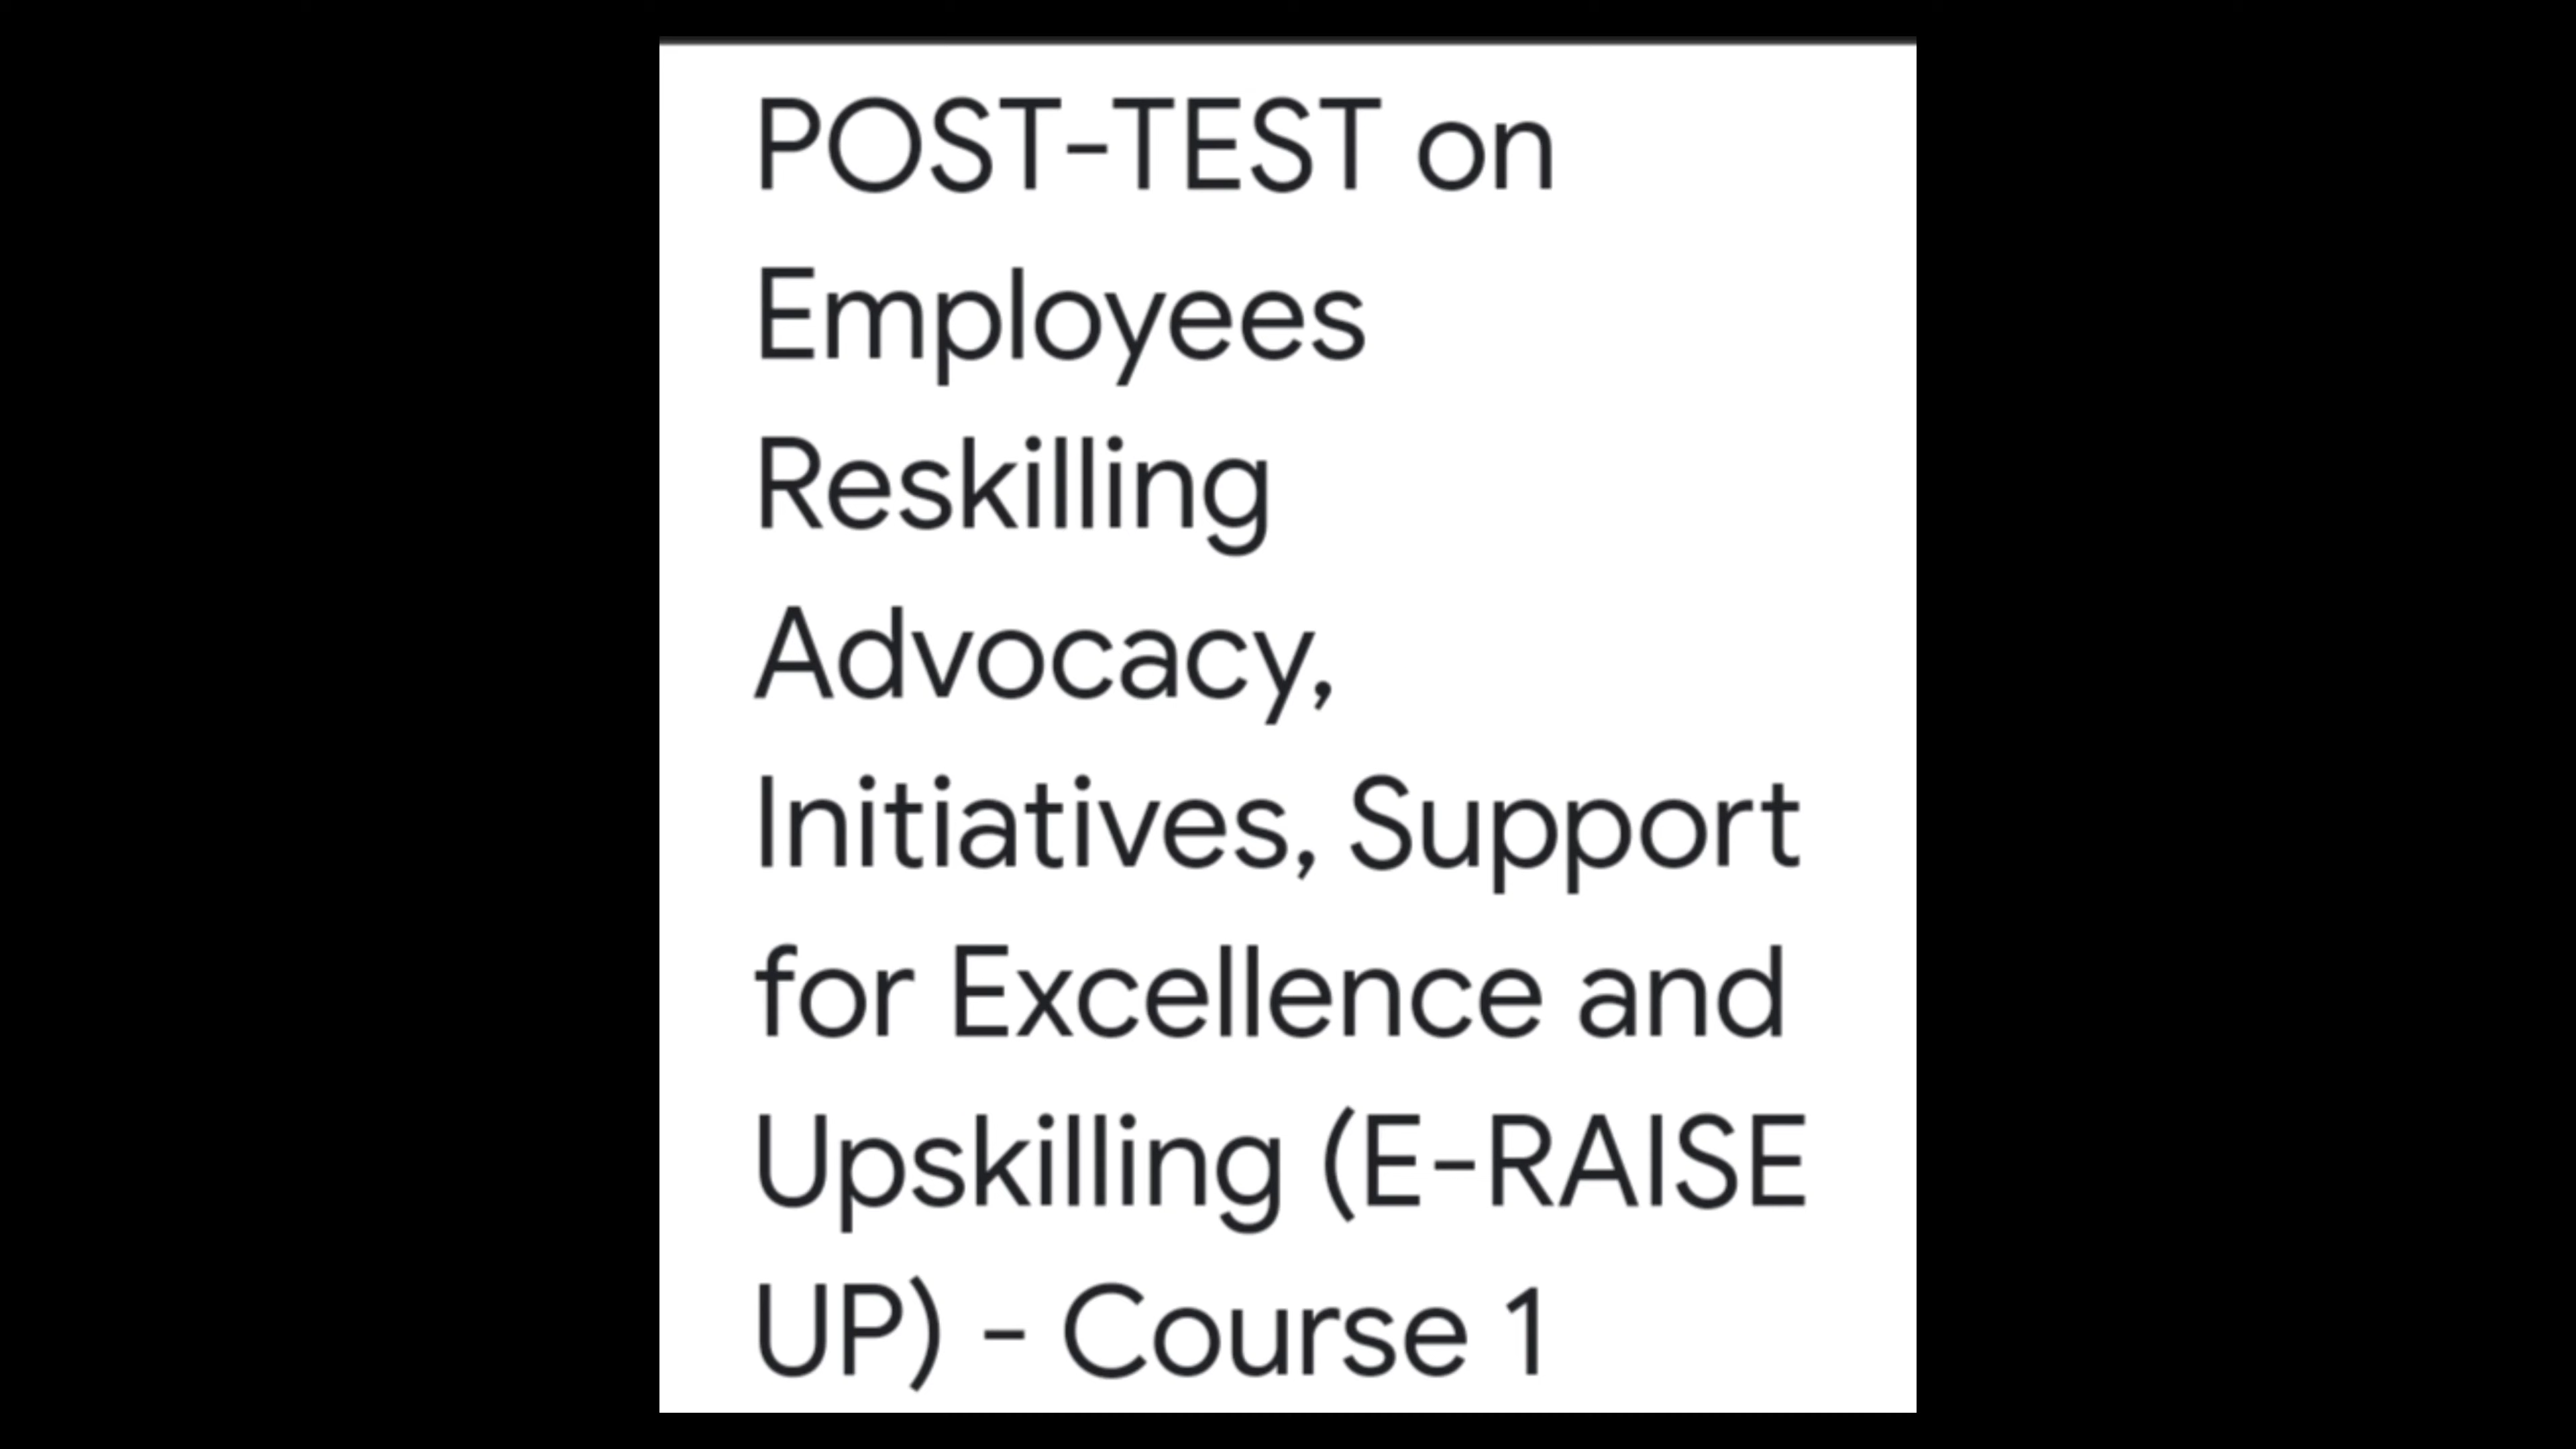 POST-TEST on
Employees
Reskilling
Advocacy,
Initiatives, Support
for Excellence and
Upskilling (E-RAISE
UP) - Course 1